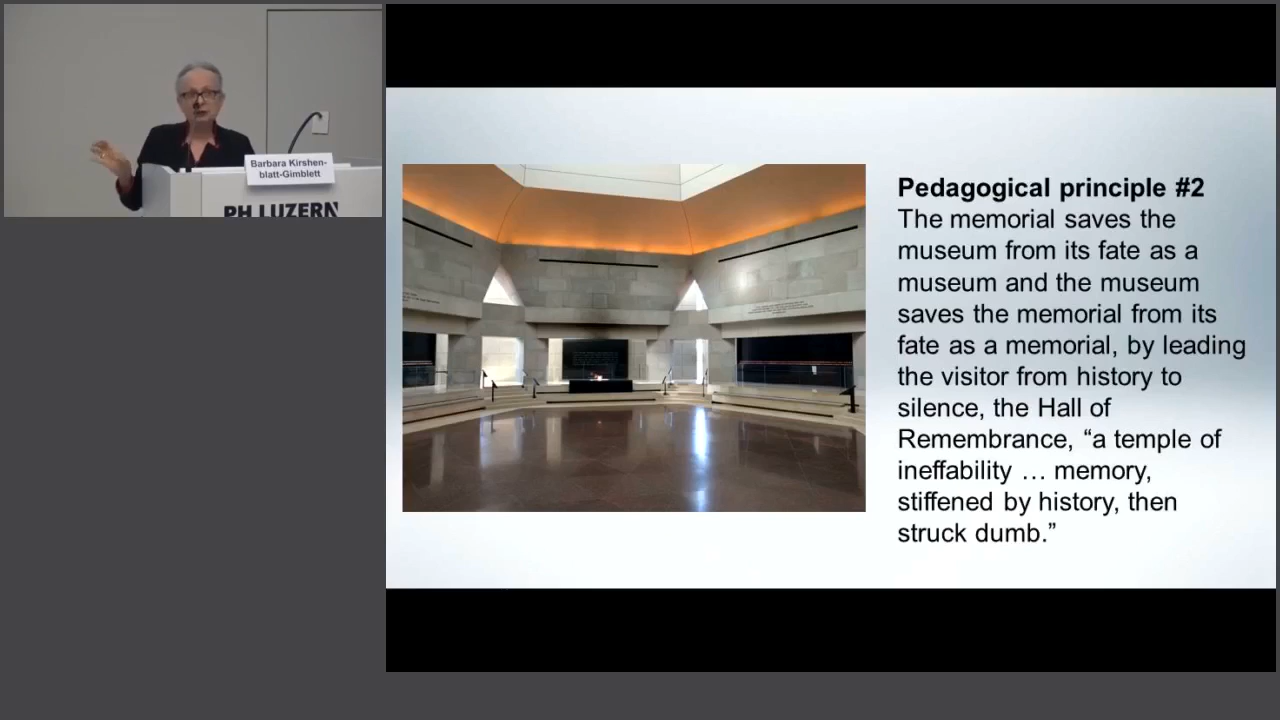 Barbara Kirshen-
blatt-Gimblett
PH LUZERN
Pedagogical principle #2
The memorial saves the
museum from its fate as a
museum and the museum
saves the memorial from its
fate as a memorial, by leading
the visitor from history to
silence, the Hall of
Remembrance, “a temple of
ineffability … memory,
stiffened by history, then
struck dumb.”